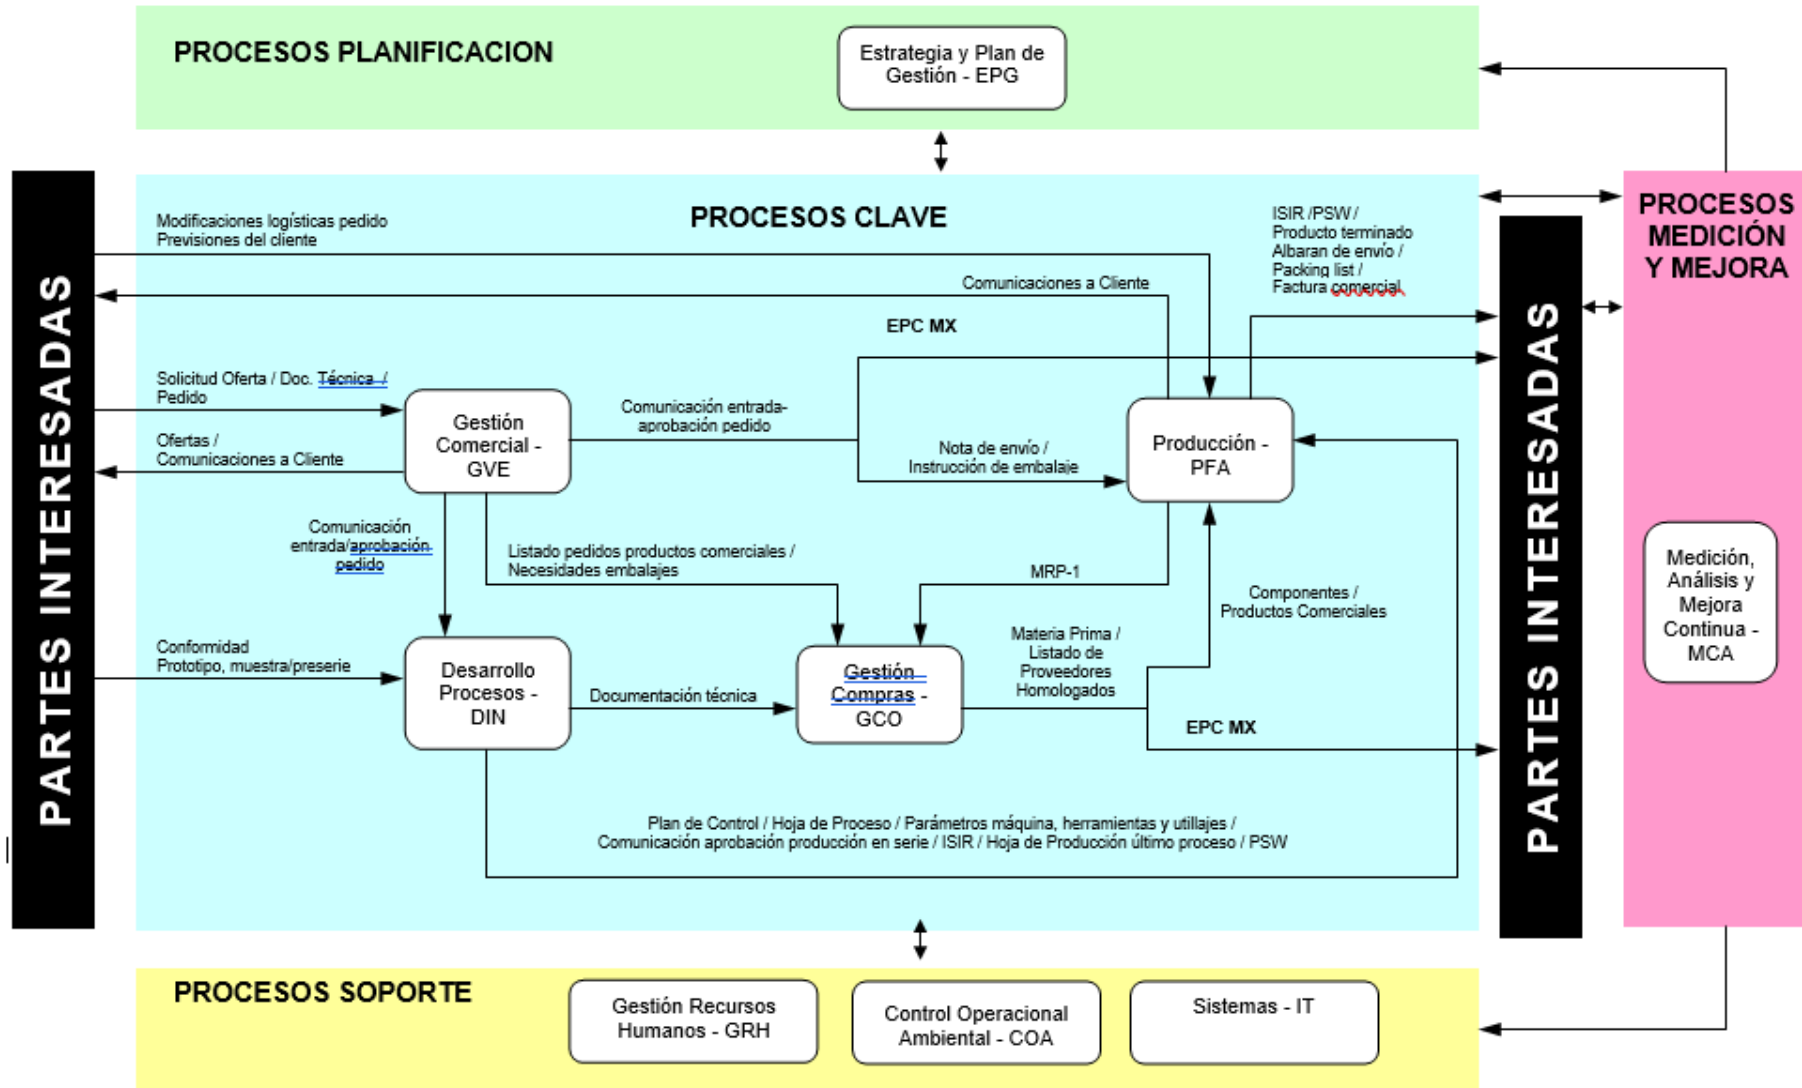 PROCESOS PLANIFICACION
Estrategia y Plan de
Gestión - EPG
PARTES INTERESADAS
PROCESOS CLAVE
Modificaciones logísticas pedido
Previsiones del cliente
Comunicaciones a Cliente
ISIR /PSW /
Producto terminado
Albaran de envío /
Packing list /
Factura comercial
EPC MX
Solicitud Oferta / Doc. Técnica /
Pedido
Ofertas /
Comunicaciones a Cliente
Gestión
Comercial -
GVE
Comunicación entrada-
aprobación pedido
Nota de envío /
Instrucción de embalaje
Producción -
PFA
Comunicación
entrada/aprobación
pedido
Listado pedidos productos comerciales /
Necesidades embalajes
MRP-1
Componentes /
Productos Comerciales
Conformidad
Prototipo, muestra/preserie
Desarrollo
Procesos -
DIN
Documentación técnica
Gestión
Compras -
GCO
Materia Prima /
Listado de
Proveedores
Homologados
EPC MX
Plan de Control / Hoja de Proceso / Parámetros máquina, herramientas y utillajes /
Comunicación aprobación producción en serie / ISIR / Hoja de Producción último proceso / PSW
PARTES INTERESADAS
PROCESOS
MEDICIÓN
Y MEJORA
Medición,
Análisis y
Mejora
Continua -
MCA
PROCESOS SOPORTE
Gestión Recursos
Humanos - GRH
Control Operacional
Ambiental - COA
Sistemas - IT